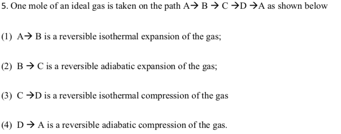 5. One mole of an ideal gas is taken on the path A→ B → C →D →A as shown below
(1) A→ B is a reversible isothermal expansion of the gas;
(2) B → C is a reversible adiabatic expansion of the gas;
(3) C →D is a reversible isothermal compression of the gas
(4) D → A is a reversible adiabatic compression of the gas.